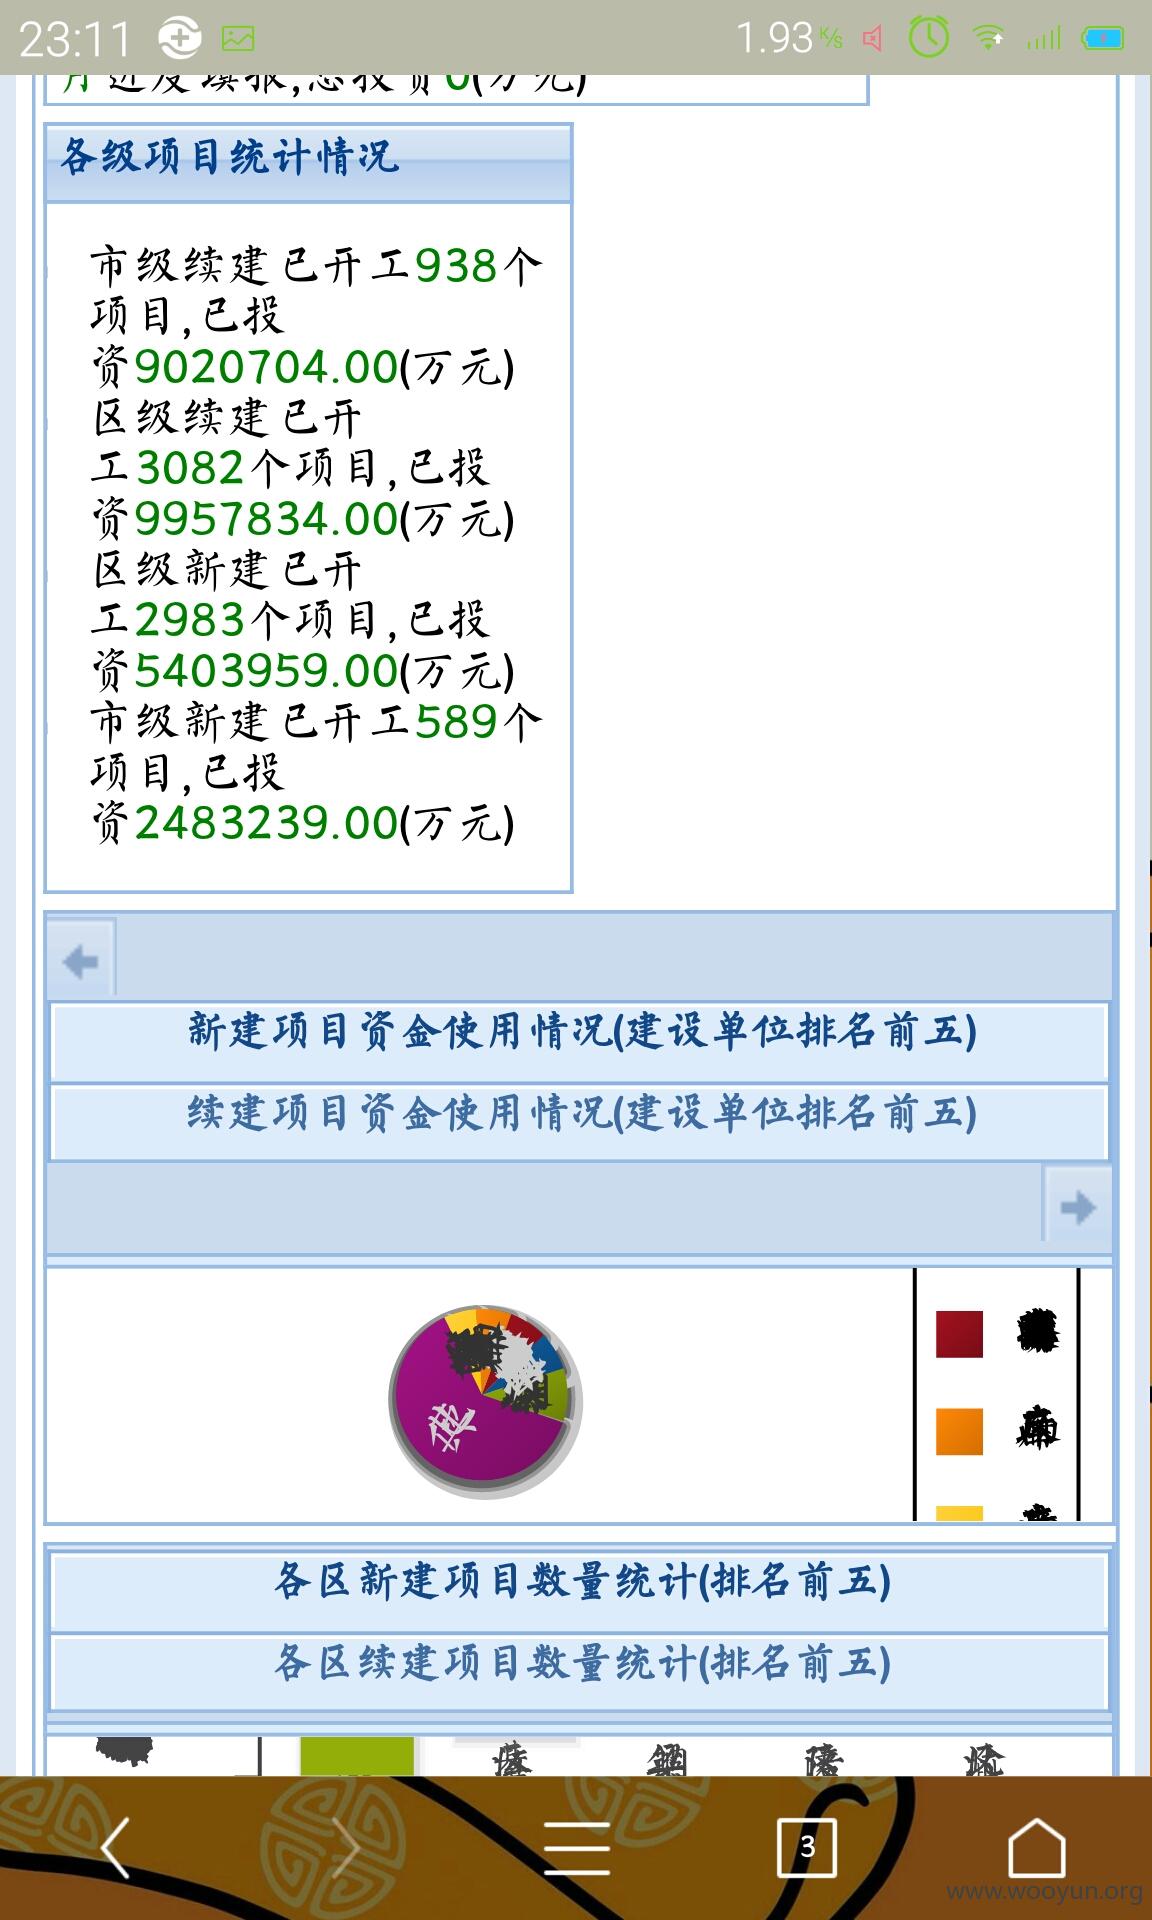 23:11
1.93K/s
月进度填报,总投资0(万元)
各级项目统计情况
市级续建已开工938个
项目,已投
资9020704.00(万元)
区级续建已开
工3082个项目,已投
资9957834.00(万元)
区级新建已开
工2983个项目,已投
资5403959.00(万元)
市级新建已开工589个
项目,已投
资2483239.00(万元)
新建项目资金使用情况(建设单位排名前五)
续建项目资金使用情况(建设单位排名前五)
各区新建项目数量统计(排名前五)
各区续建项目数量统计(排名前五)
3
www.wooyun.org